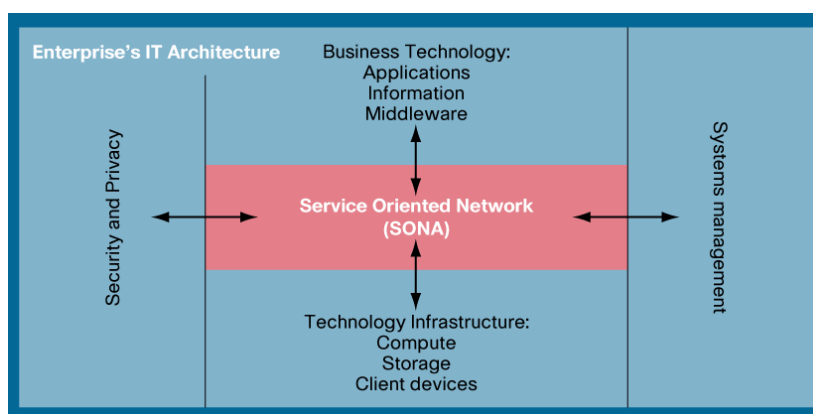 Enterprise's IT Architecture
Business Technology:
Applications
Information
Middleware
Security and Privacy
Service Oriented Network
(SONA)
Systems management
Technology Infrastructure:
Compute
Storage
Client devices